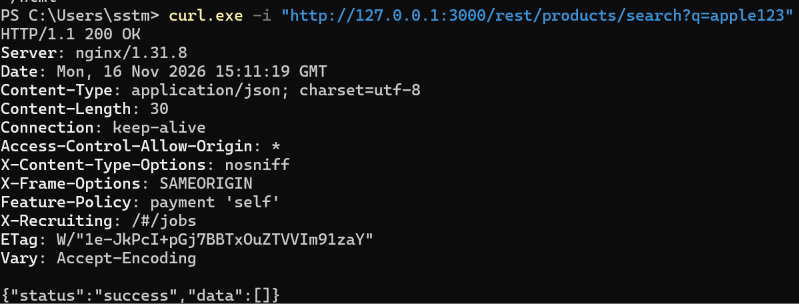 PS C:\Users\sstm> curl.exe -i "http://127.0.0.1:3000/rest/products/search?q=apple123"
HTTP/1.1 200 OK
Server: nginx/1.31.8
Date: Mon, 16 Nov 2026 15:11:19 GMT
Content-Type: application/json; charset=utf-8
Content-Length: 30
Connection: keep-alive
Access-Control-Allow-Origin: *
X-Content-Type-Options: nosniff
X-Frame-Options: SAMEORIGIN
Feature-Policy: payment 'self'
X-Recruiting: /#/jobs
ETag: W/"1e-JkPcI+pGj7BBTxOuZTVVIm91zaY"
Vary: Accept-Encoding

{"status":"success","data":[]}